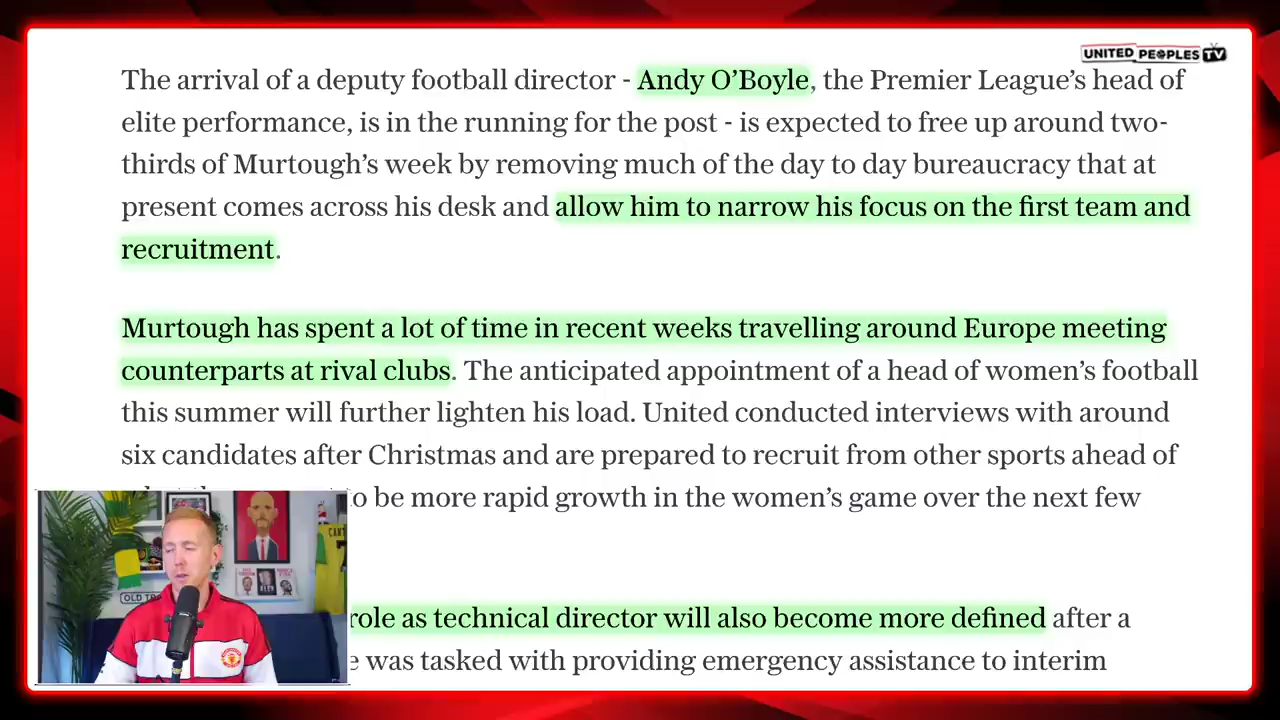 UNITED PEOPLES TV
The arrival of a deputy football director - Andy O’Boyle, the Premier League’s head of
elite performance, is in the running for the post - is expected to free up around two-
thirds of Murtough’s week by removing much of the day to day bureaucracy that at
present comes across his desk and allow him to narrow his focus on the first team and
recruitment.
Murtough has spent a lot of time in recent weeks travelling around Europe meeting
counterparts at rival clubs. The anticipated appointment of a head of women’s football
this summer will further lighten his load. United conducted interviews with around
six candidates after Christmas and are prepared to recruit from other sports ahead of
to be more rapid growth in the women’s game over the next few
role as technical director will also become more defined after a
was tasked with providing emergency assistance to interim
OLD TR
CANT